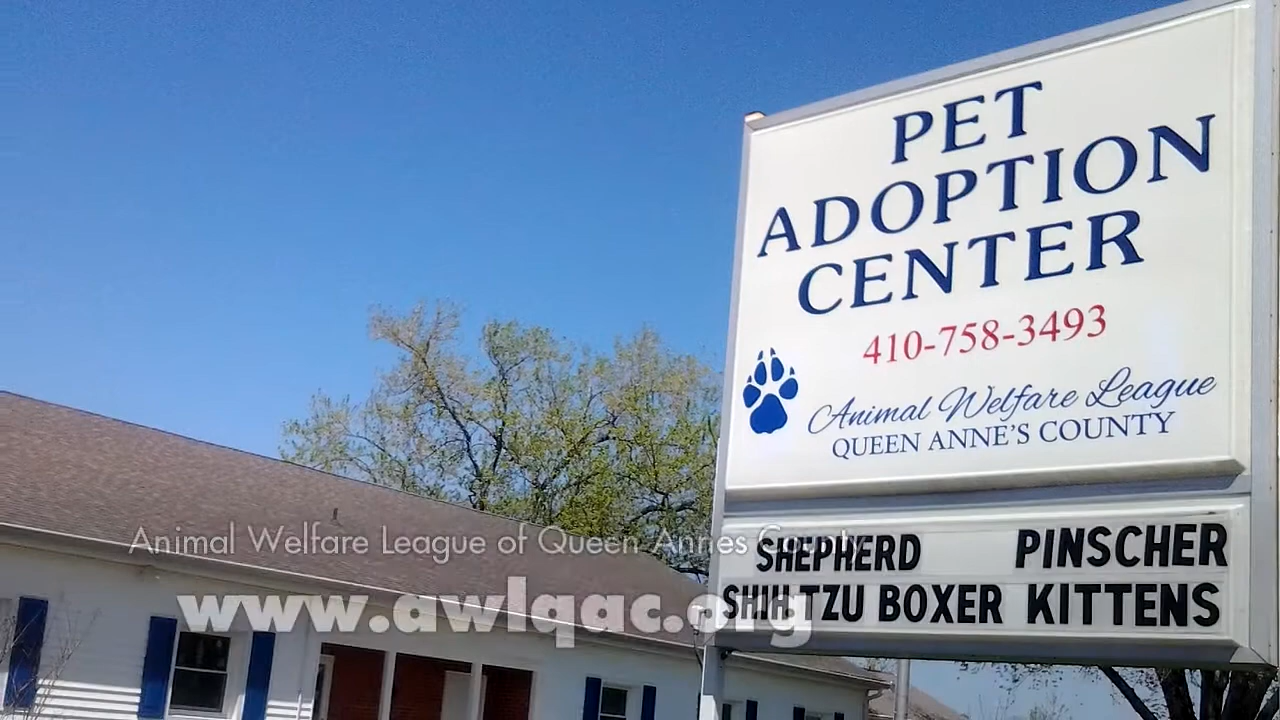 PET
ADOPTION
CENTER
410-758-3493
Animal Welfare League
QUEEN ANNE'S COUNTY
SHEPHERD PINSCHER
SHIH TZU BOXER KITTENS
Animal Welfare League of Queen Annes County
www.awlqac.org